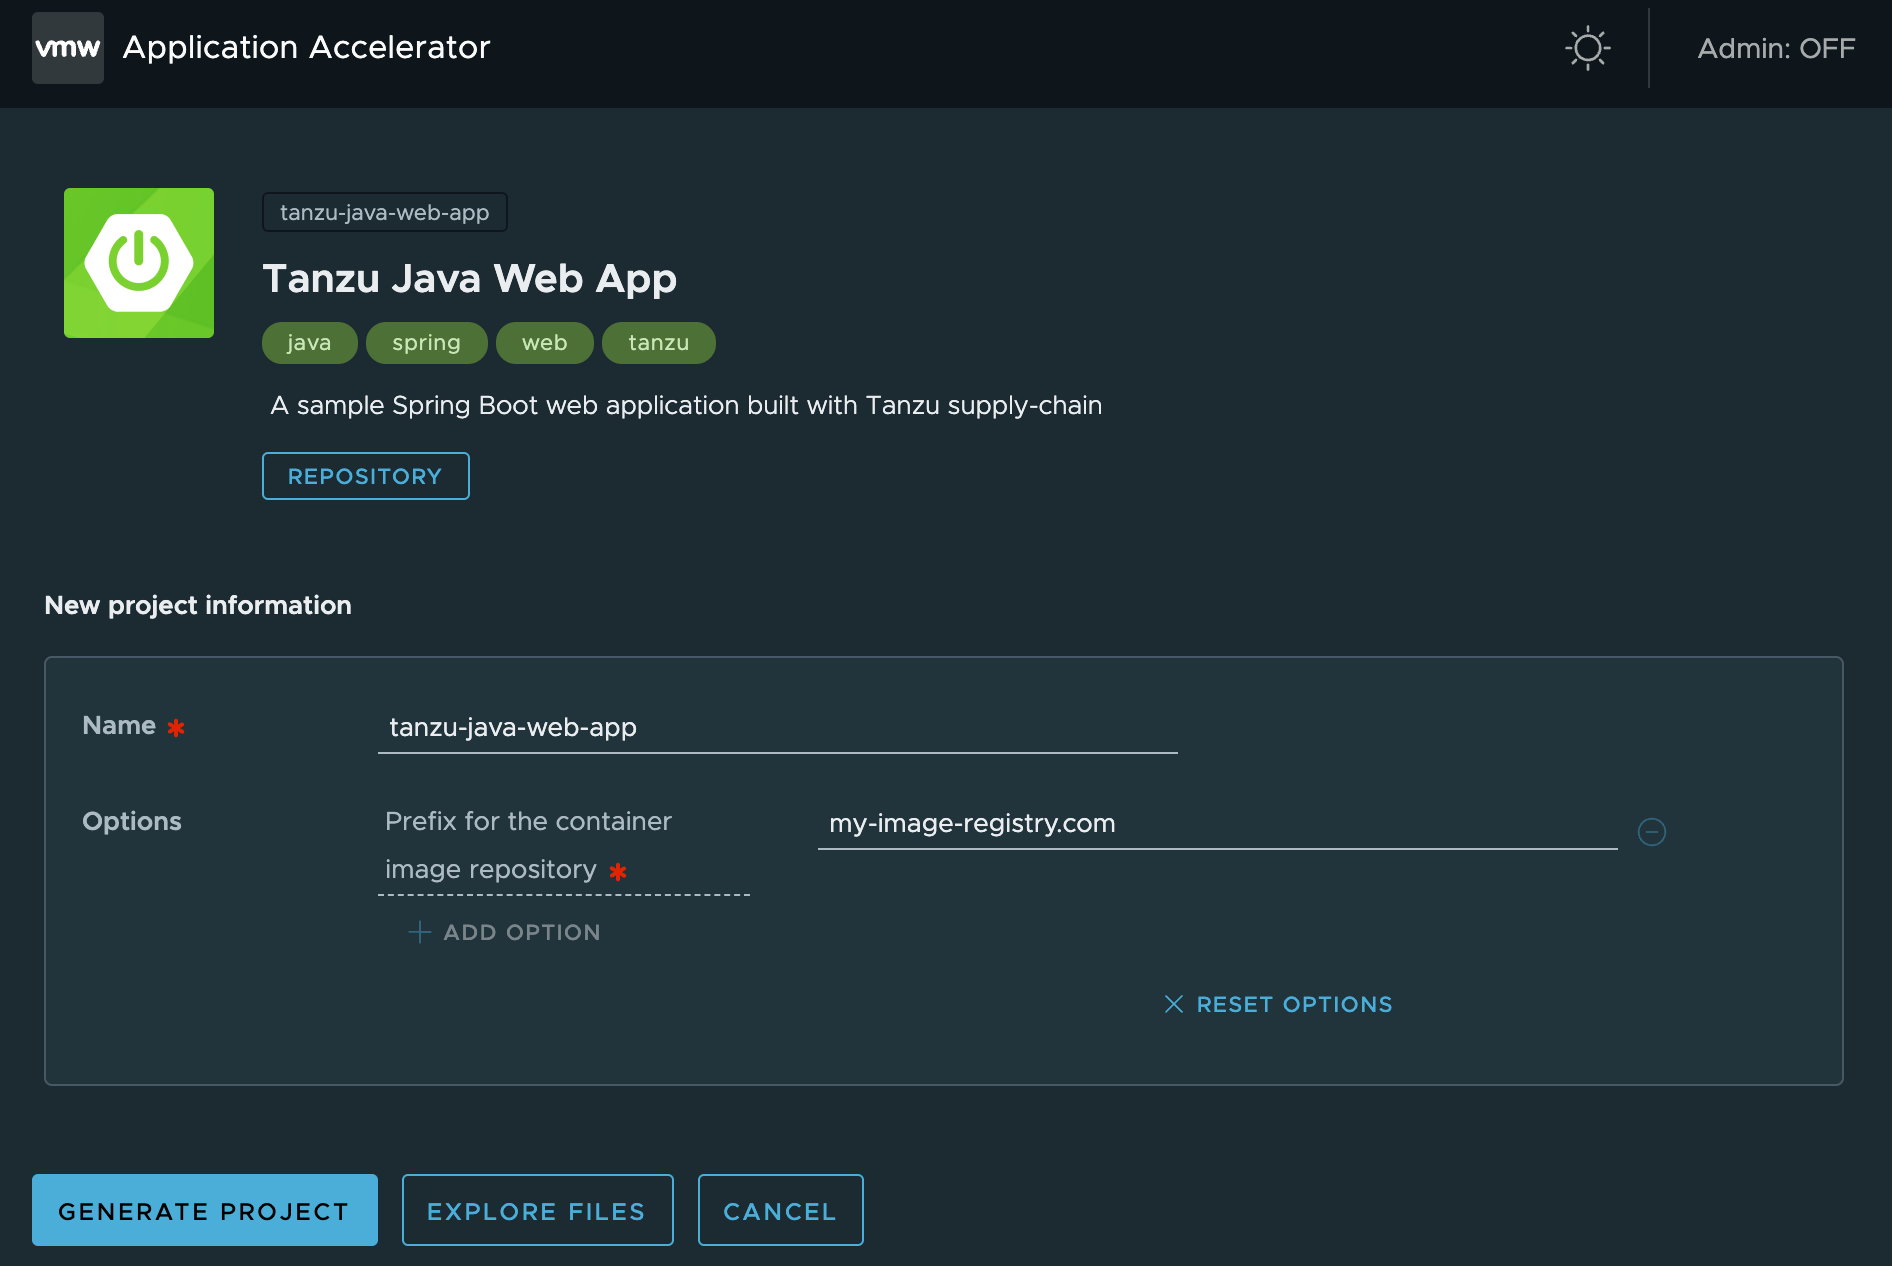 vmw Application Accelerator
Admin: OFF
tanzu-java-web-app
Tanzu Java Web App
java spring web tanzu
A sample Spring Boot web application built with Tanzu supply-chain
REPOSITORY
New project information
Name * tanzu-java-web-app
Options Prefix for the container my-image-registry.com
image repository *
ADD OPTION
RESET OPTIONS
GENERATE PROJECT EXPLORE FILES CANCEL